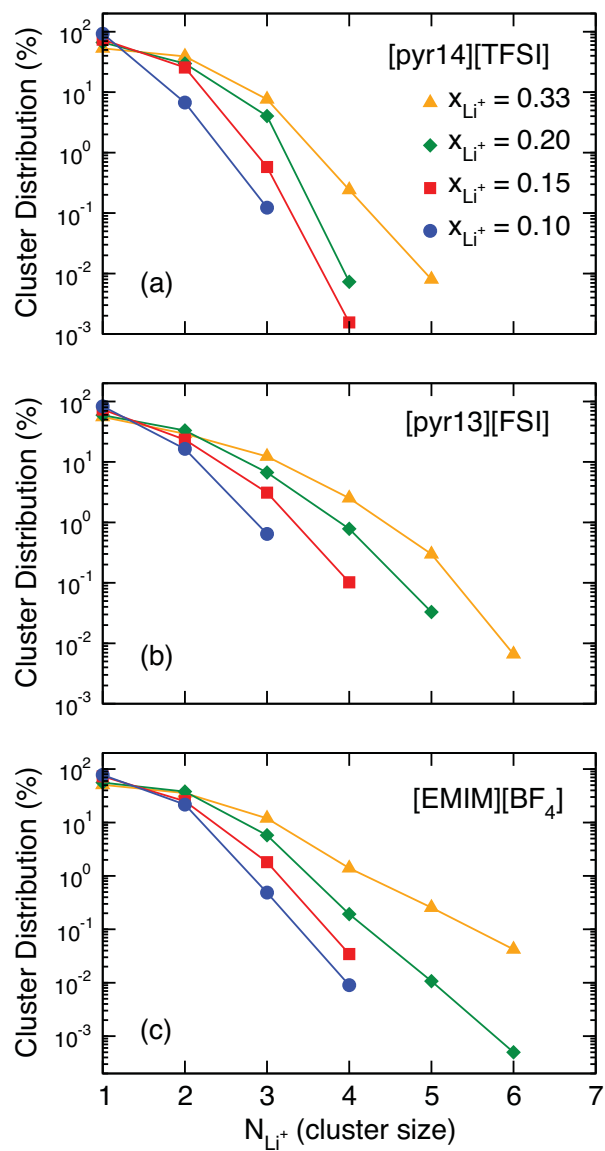 [pyr14][TFSI]
x_Li⁺ = 0.33
x_Li⁺ = 0.20
x_Li⁺ = 0.15
x_Li⁺ = 0.10
Cluster Distribution (%)
10²
10¹
10⁰
10⁻¹
10⁻²
10⁻³
(a)
[pyr13][FSI]
Cluster Distribution (%)
10²
10¹
10⁰
10⁻¹
10⁻²
10⁻³
(b)
[EMIM][BF₄]
Cluster Distribution (%)
10²
10¹
10⁰
10⁻¹
10⁻²
10⁻³
(c)
1 2 3 4 5 6 7
N_Li⁺ (cluster size)